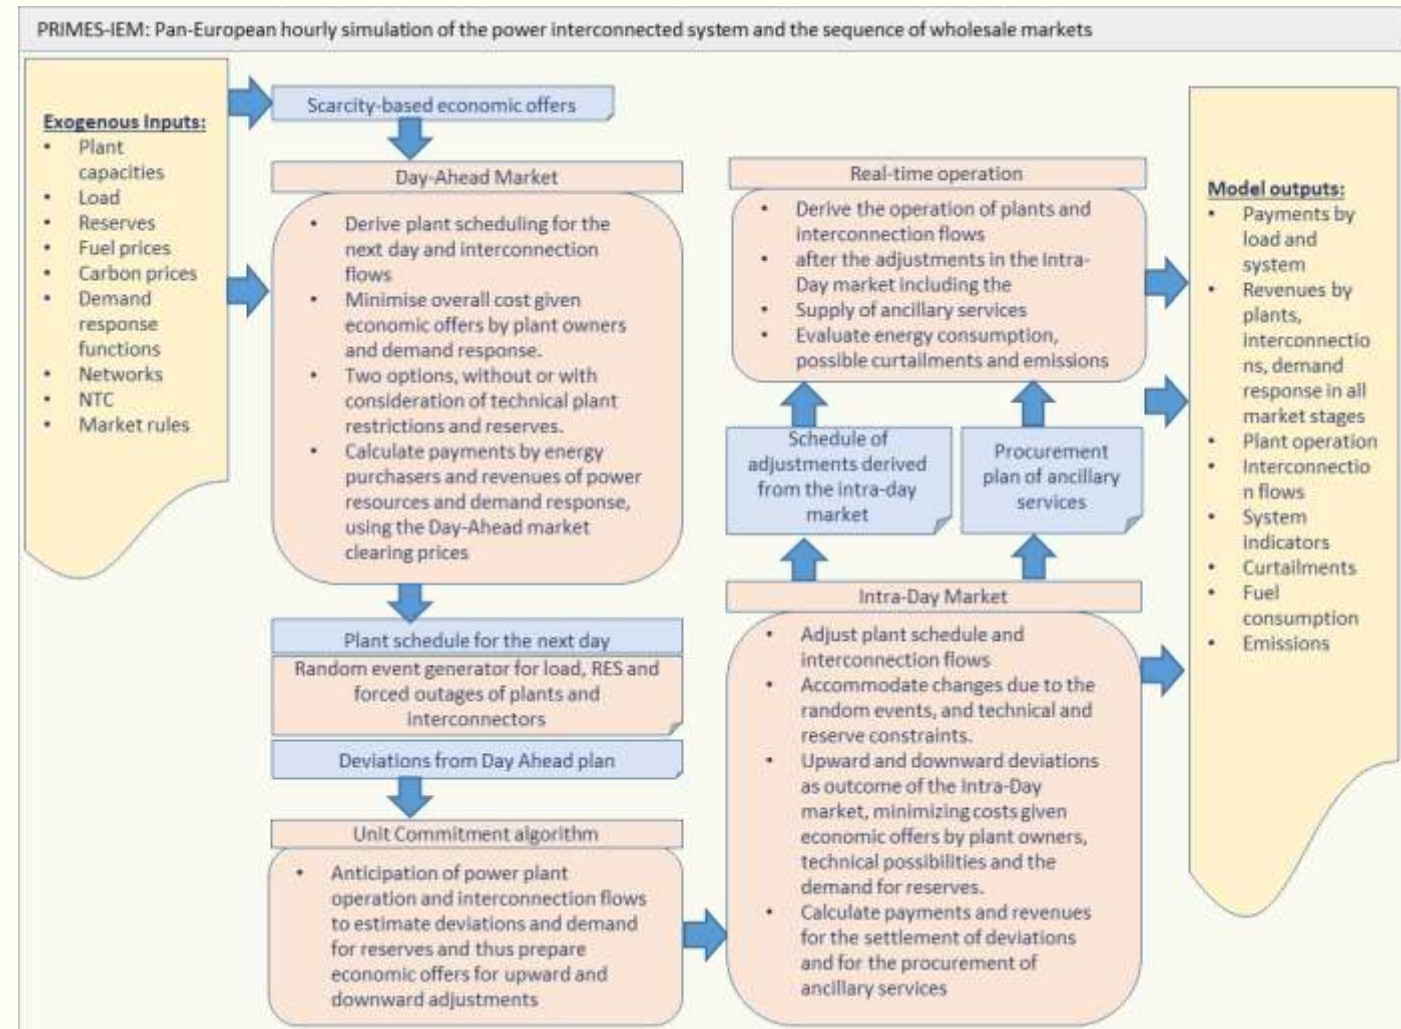 PRIMES-IEM: Pan-European hourly simulation of the power interconnected system and the sequence of wholesale markets
Exogenous Inputs:
• Plant
capacities
• Load
• Reserves
• Fuel prices
• Carbon prices
• Demand
response
functions
• Networks
• NTC
• Market rules
Scarcity-based economic offers
Day-Ahead Market
• Derive plant scheduling for the
next day and interconnection
flows
• Minimise overall cost given
economic offers by plant owners
and demand response.
• Two options, without or with
consideration of technical plant
restrictions and reserves.
• Calculate payments by energy
purchasers and revenues of power
resources and demand response,
using the Day-Ahead market
clearing prices
Plant schedule for the next day
Random event generator for load, RES and
forced outages of plants and
interconnectors
Deviations from Day Ahead plan
Unit Commitment algorithm
• Anticipation of power plant
operation and interconnection flows
to estimate deviations and demand
for reserves and thus prepare
economic offers for upward and
downward adjustments
Real-time operation
• Derive the operation of plants and
interconnection flows
• after the adjustments in the Intra-
Day market including the
• Supply of ancillary services
• Evaluate energy consumption,
possible curtailments and emissions
Schedule of
adjustments derived
from the intra-day
market
Procurement
plan of ancillary
services
Intra-Day Market
• Adjust plant schedule and
interconnection flows
• Accommodate changes due to the
random events, and technical and
reserve constraints.
• Upward and downward deviations
as outcome of the Intra-Day
market, minimizing costs given
economic offers by plant owners,
technical possibilities and the
demand for reserves.
• Calculate payments and revenues
for the settlement of deviations
and for the procurement of
ancillary services
Model outputs:
• Payments by
load and
system
• Revenues by
plants,
interconnectio
ns, demand
response in all
market stages
• Plant operation
• Interconnectio
n flows
• System
Indicators
• Curtailments
• Fuel
consumption
• Emissions